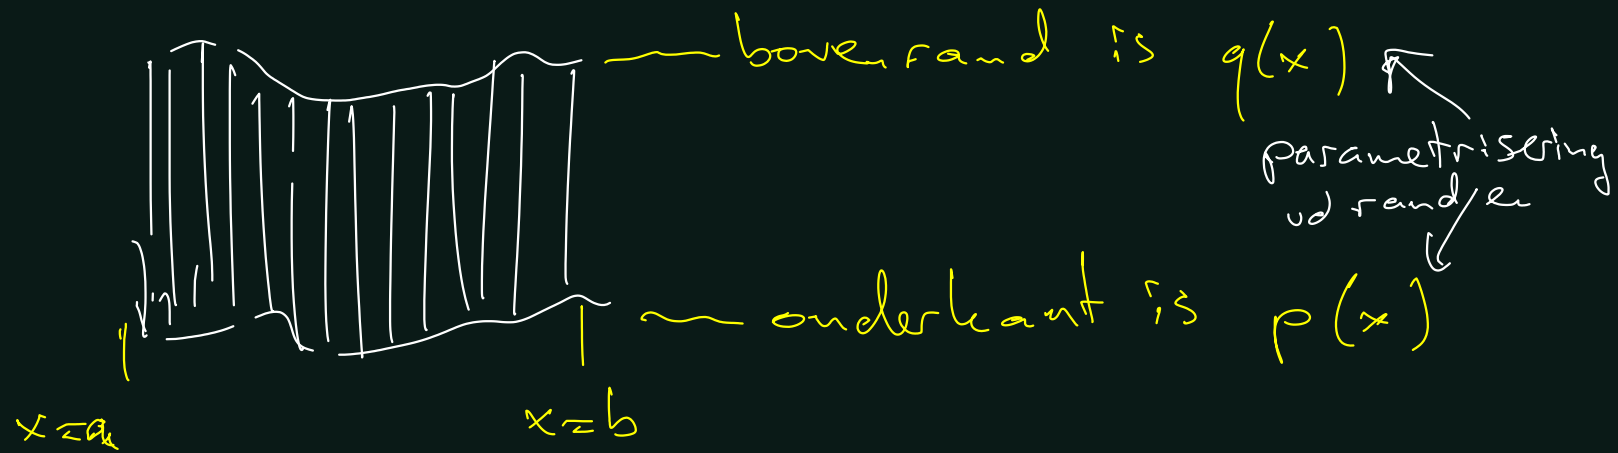 bovenrand is q(x)
parametrisering
vd randen
onderkant is p(x)
x=a
x=b